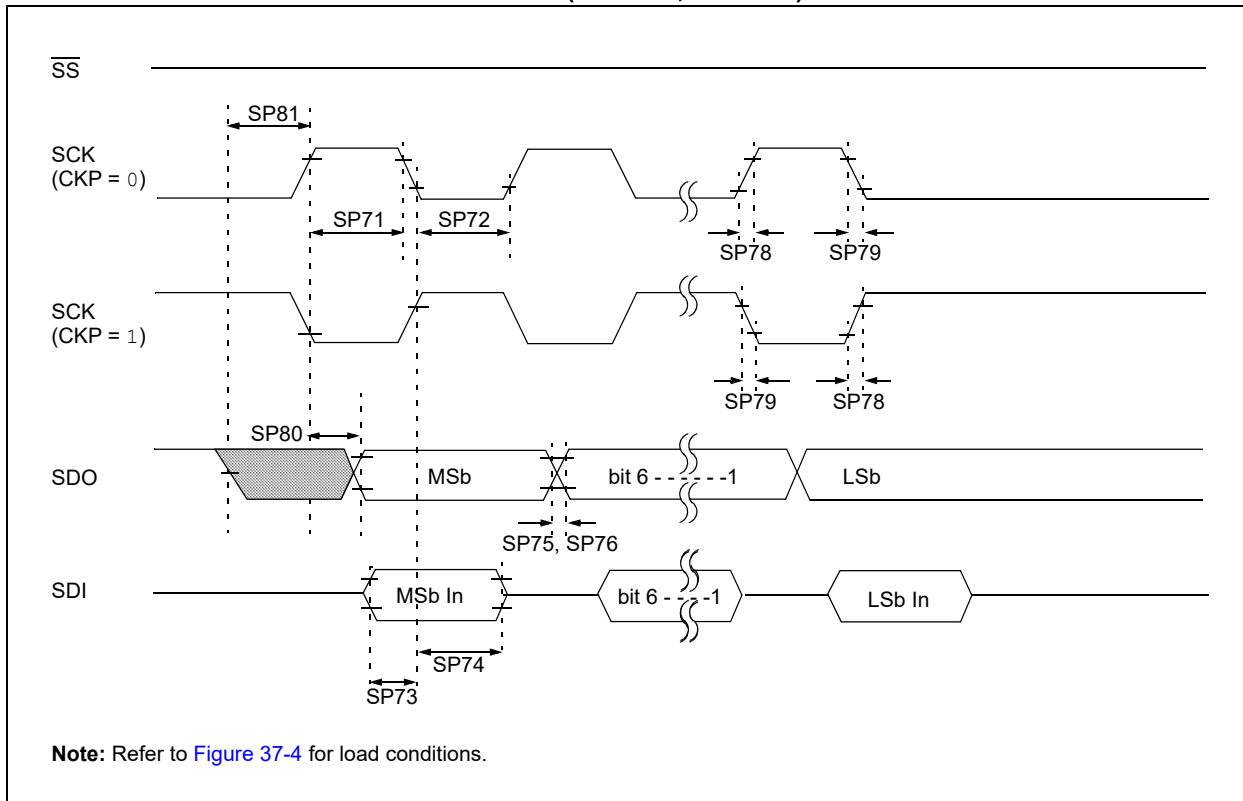 SS
SP81
SCK
(CKP = 0)
SP71
SP72
SP78
SP79
SCK
(CKP = 1)
SP79
SP78
SP80
SDO
MSb
bit 6 - - - - - -1
LSb
SP75, SP76
SDI
MSb In
bit 6 - - - - -1
LSb In
SP74
SP73
Note: Refer to Figure 37-4 for load conditions.